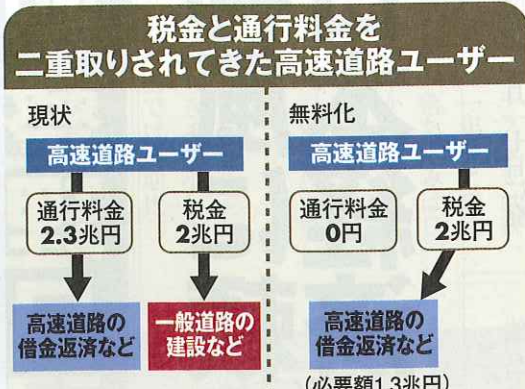 税金と通行料金を
二重取りされてきた高速道路ユーザー
現状
高速道路ユーザー
通行料金
2.3兆円
税金
2兆円
高速道路の
借金返済など
一般道路の
建設など
無料化
高速道路ユーザー
通行料金
0円
税金
2兆円
高速道路の
借金返済など
(必要額1.3兆円)